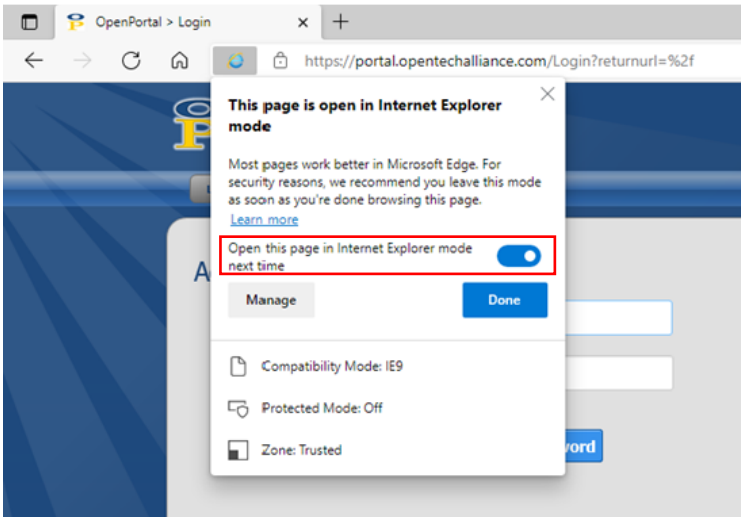 OpenPortal > Login
https://portal.opentechalliance.com/Login?returnurl=%2f
This page is open in Internet Explorer
mode
Most pages work better in Microsoft Edge. For
security reasons, we recommend you leave this mode
as soon as you're done browsing this page.
Learn more
Open this page in Internet Explorer mode
next time
Manage
Done
Compatibility Mode: IE9
Protected Mode: Off
Zone: Trusted